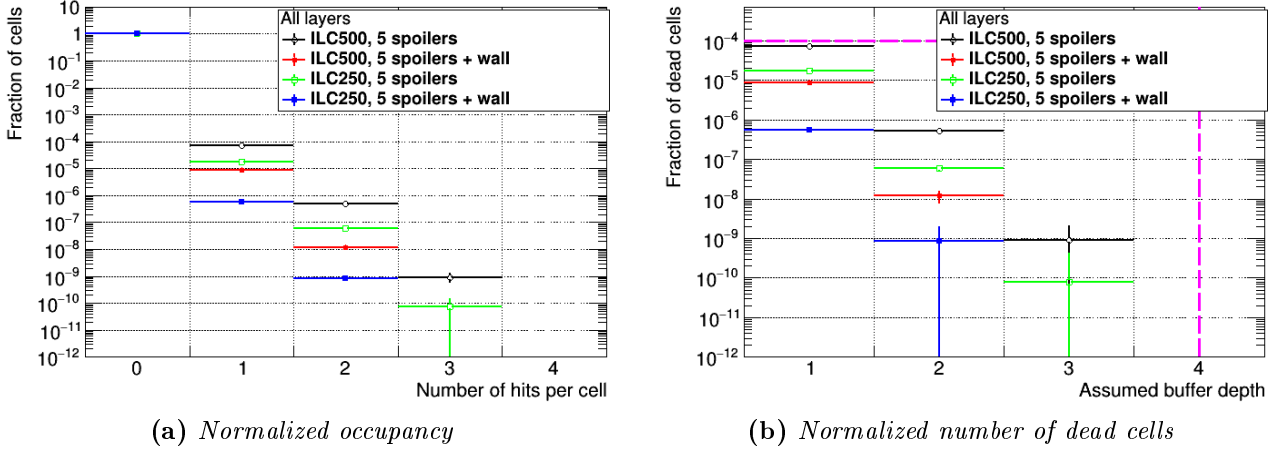 Fraction of cells
10
1
10⁻¹
10⁻²
10⁻³
10⁻⁴
10⁻⁵
10⁻⁶
10⁻⁷
10⁻⁸
10⁻⁹
10⁻¹⁰
10⁻¹¹
10⁻¹²
All layers
ILC500, 5 spoilers
ILC500, 5 spoilers + wall
ILC250, 5 spoilers
ILC250, 5 spoilers + wall
0 1 2 3 4
Number of hits per cell
(a) Normalized occupancy
Fraction of dead cells
10⁻⁴
10⁻⁵
10⁻⁶
10⁻⁷
10⁻⁸
10⁻⁹
10⁻¹⁰
10⁻¹¹
10⁻¹²
All layers
ILC500, 5 spoilers
ILC500, 5 spoilers + wall
ILC250, 5 spoilers
ILC250, 5 spoilers + wall
1 2 3 4
Assumed buffer depth
(b) Normalized number of dead cells